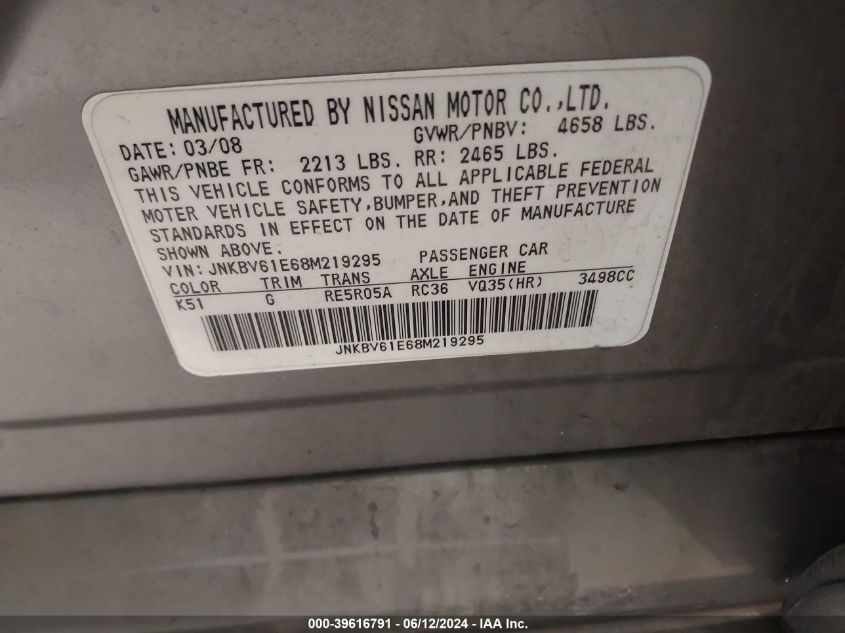 MANUFACTURED BY NISSAN MOTOR CO.,LTD.
DATE: 03/08 GVWR/PNBV: 4658 LBS.
GAWR/PNBE FR: 2213 LBS. RR: 2465 LBS.
THIS VEHICLE CONFORMS TO ALL APPLICABLE FEDERAL
MOTER VEHICLE SAFETY,BUMPER,AND THEFT PREVENTION
STANDARDS IN EFFECT ON THE DATE OF MANUFACTURE
SHOWN ABOVE.
VIN: JNKBV61E68M219295 PASSENGER CAR
COLOR TRIM TRANS AXLE ENGINE
K51 G RE5R05A RC36 VQ35(HR) 3498CC
JNKBV61E68M219295
000-39616791 - 06/12/2024 - IAA Inc.